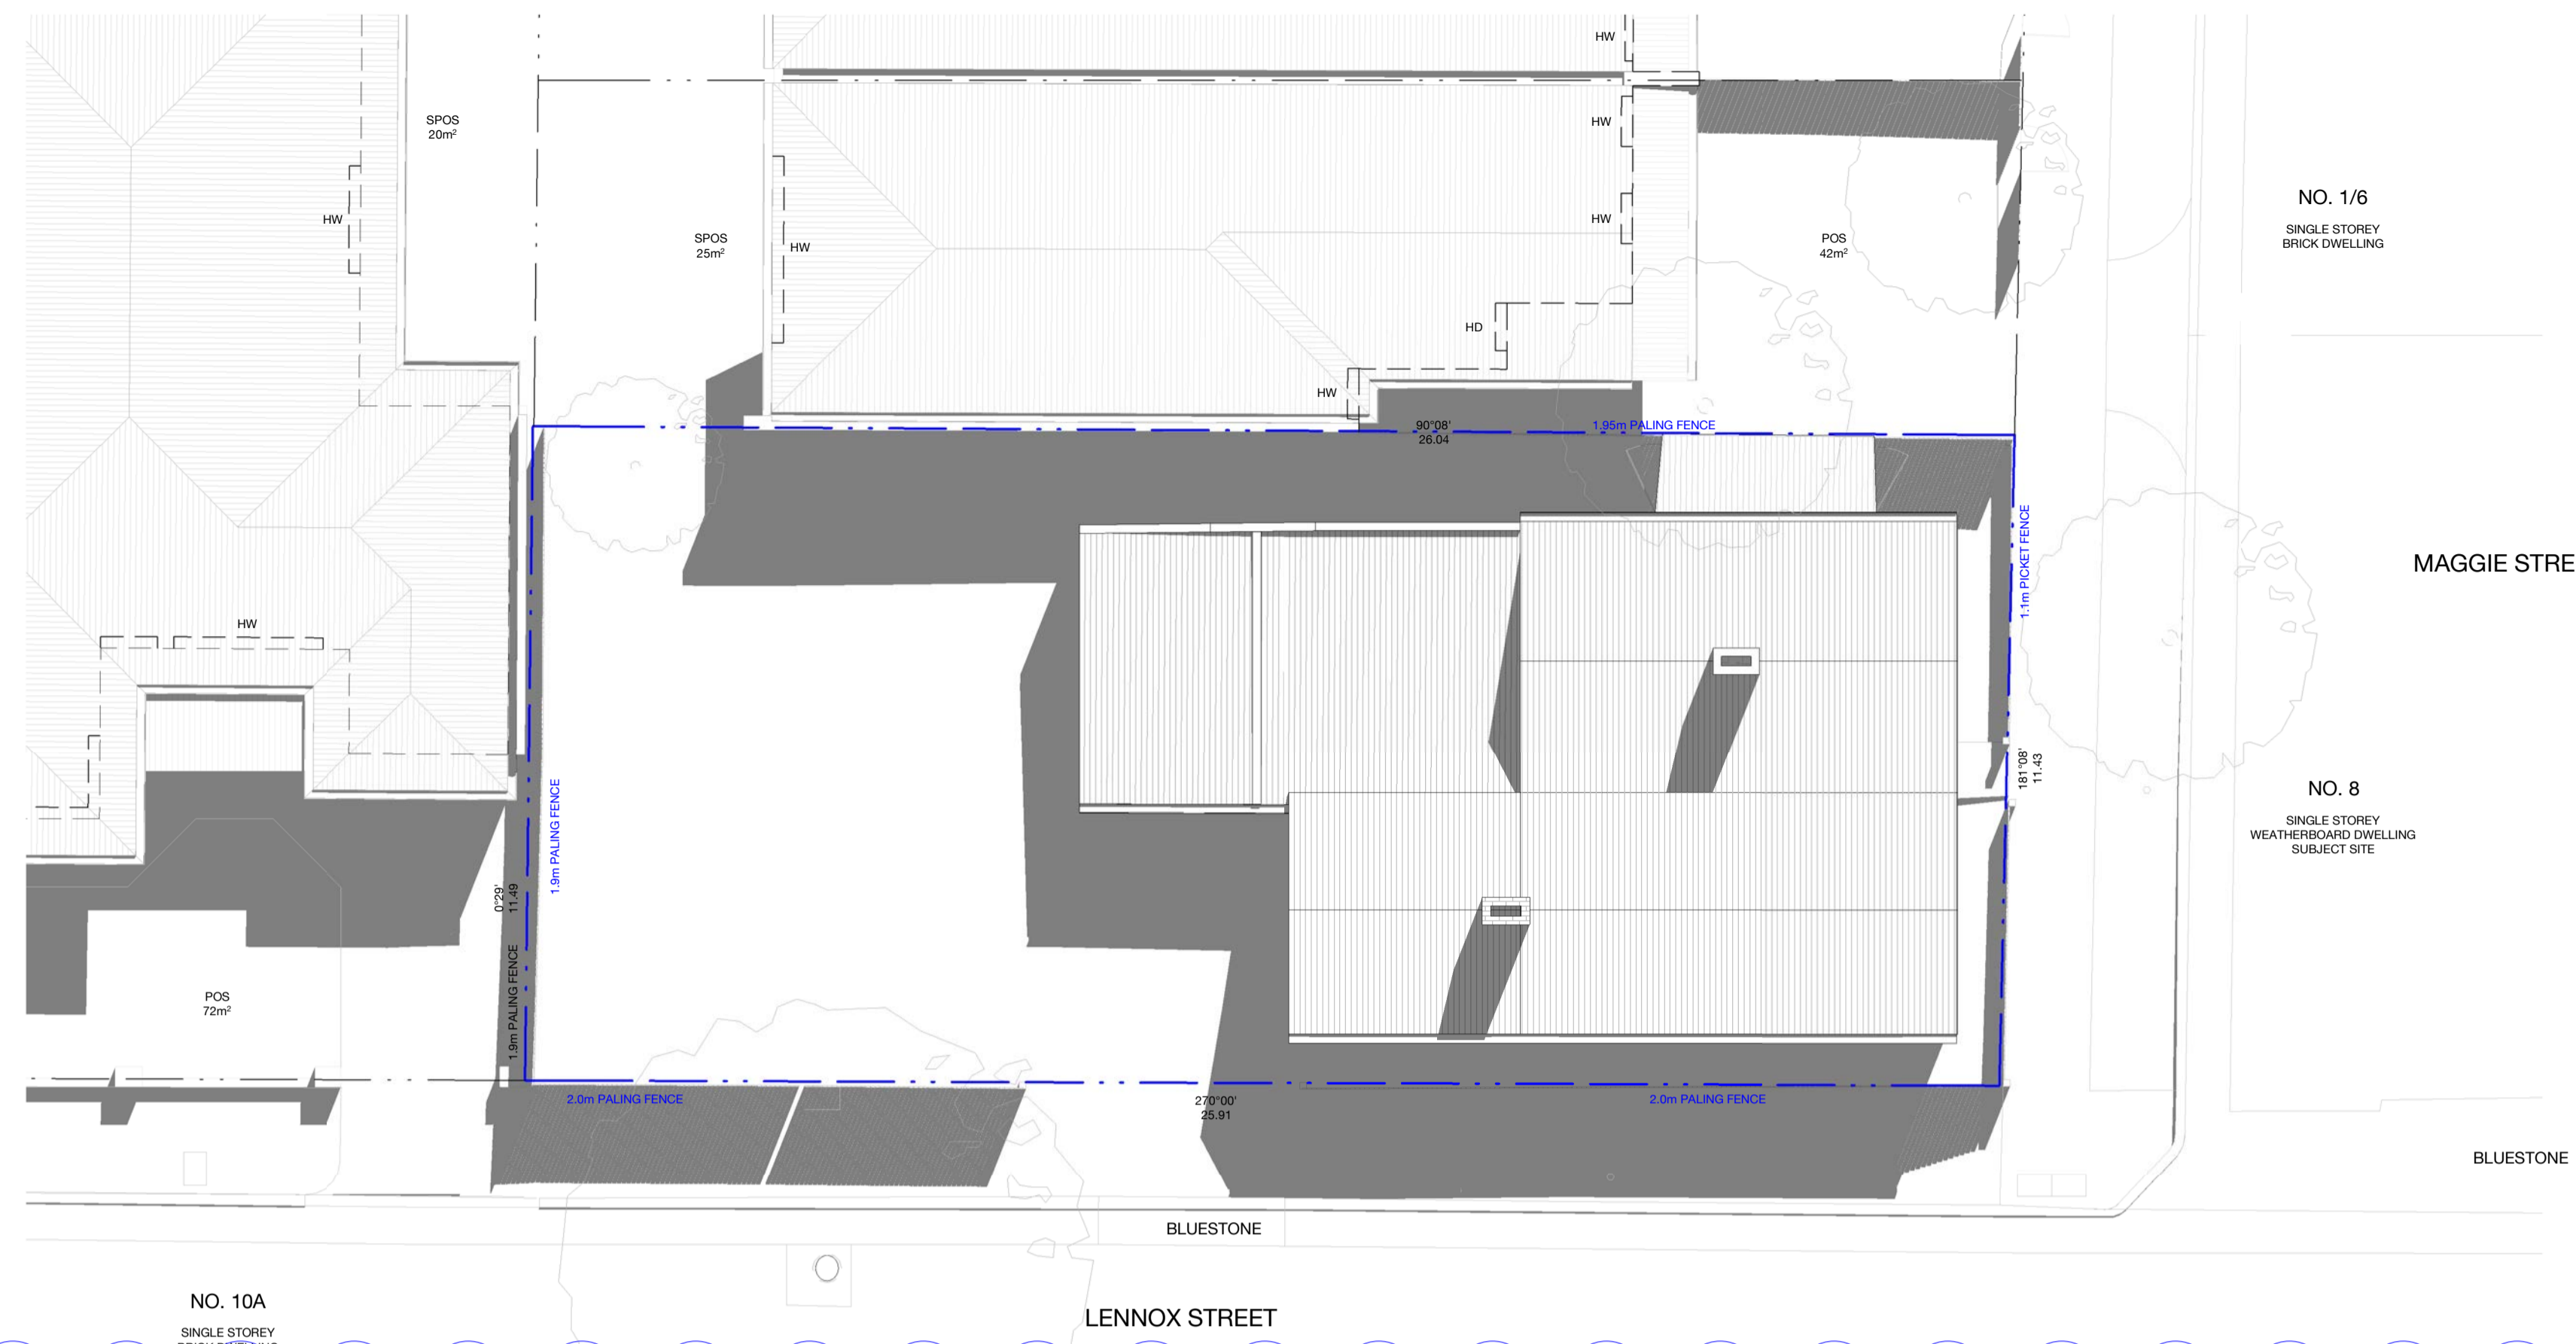 HW
HW
SPOS
20m²
NO. 1/6
HW
HW
SINGLE STOREY
BRICK DWELLING
SPOS
25m²
HW
POS
42m²
HD
HW
90°08'
26.04
1.95m PALING FENCE
1.1m PICKET FENCE
MAGGIE STRE
HW
181°08'
11.43
NO. 8
SINGLE STOREY
WEATHERBOARD DWELLING
SUBJECT SITE
1.9m PALING FENCE
0°29'
11.49
1.9m PALING FENCE
POS
72m²
2.0m PALING FENCE
270°00'
25.91
2.0m PALING FENCE
BLUESTONE
BLUESTONE
NO. 10A
LENNOX STREET
SINGLE STOREY